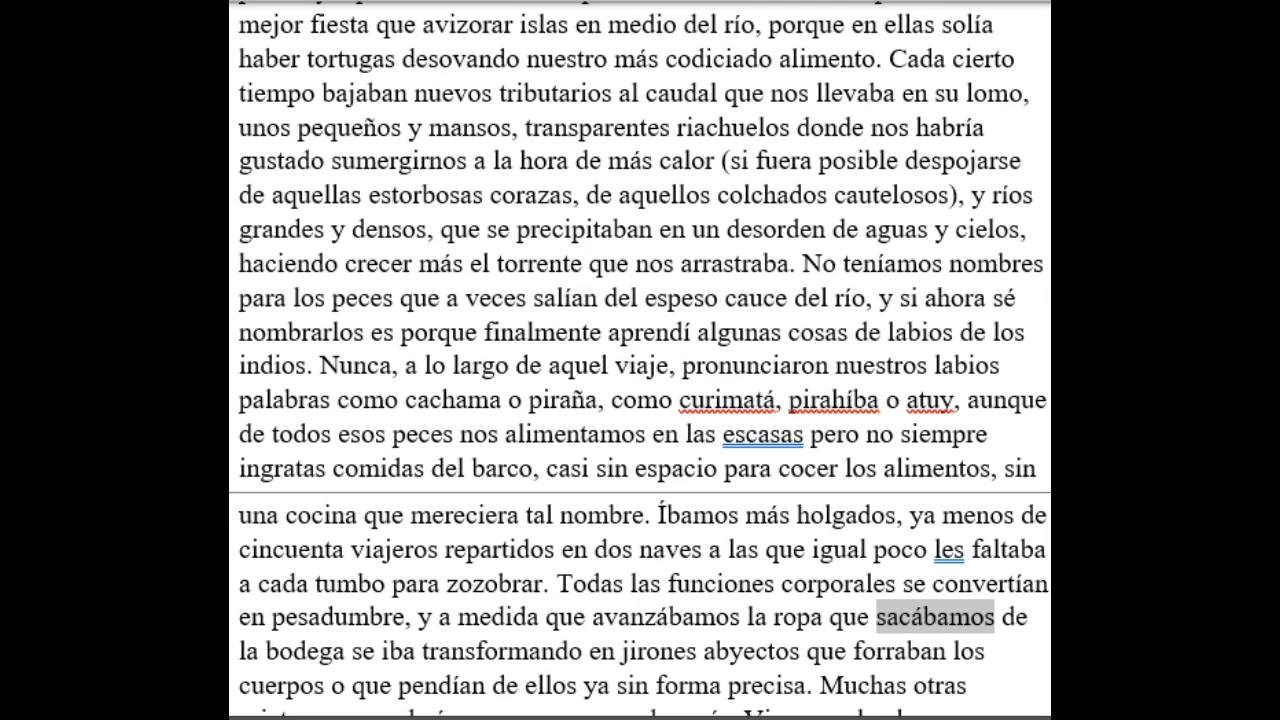 mejor fiesta que avizorar islas en medio del río, porque en ellas solía
haber tortugas desovando nuestro más codiciado alimento. Cada cierto
tiempo bajaban nuevos tributarios al caudal que nos llevaba en su lomo,
unos pequeños y mansos, transparentes riachuelos donde nos habría
gustado sumergirnos a la hora de más calor (si fuera posible despojarse
de aquellas estorbosas corazas, de aquellos colchados cautelosos), y ríos
grandes y densos, que se precipitaban en un desorden de aguas y cielos,
haciendo crecer más el torrente que nos arrastraba. No teníamos nombres
para los peces que a veces salían del espeso cauce del río, y si ahora sé
nombrarlos es porque finalmente aprendí algunas cosas de labios de los
indios. Nunca, a lo largo de aquel viaje, pronunciaron nuestros labios
palabras como cachama o piraña, como curimatá, pirahíba o atuy, aunque
de todos esos peces nos alimentamos en las escasas pero no siempre
ingratas comidas del barco, casi sin espacio para cocer los alimentos, sin
una cocina que mereciera tal nombre. Íbamos más holgados, ya menos de
cincuenta viajeros repartidos en dos naves a las que igual poco les faltaba
a cada tumbo para zozobrar. Todas las funciones corporales se convertían
en pesadumbre, y a medida que avanzábamos la ropa que sacábamos de
la bodega se iba transformando en jirones abyectos que forraban los
cuerpos o que pendían de ellos ya sin forma precisa. Muchas otras